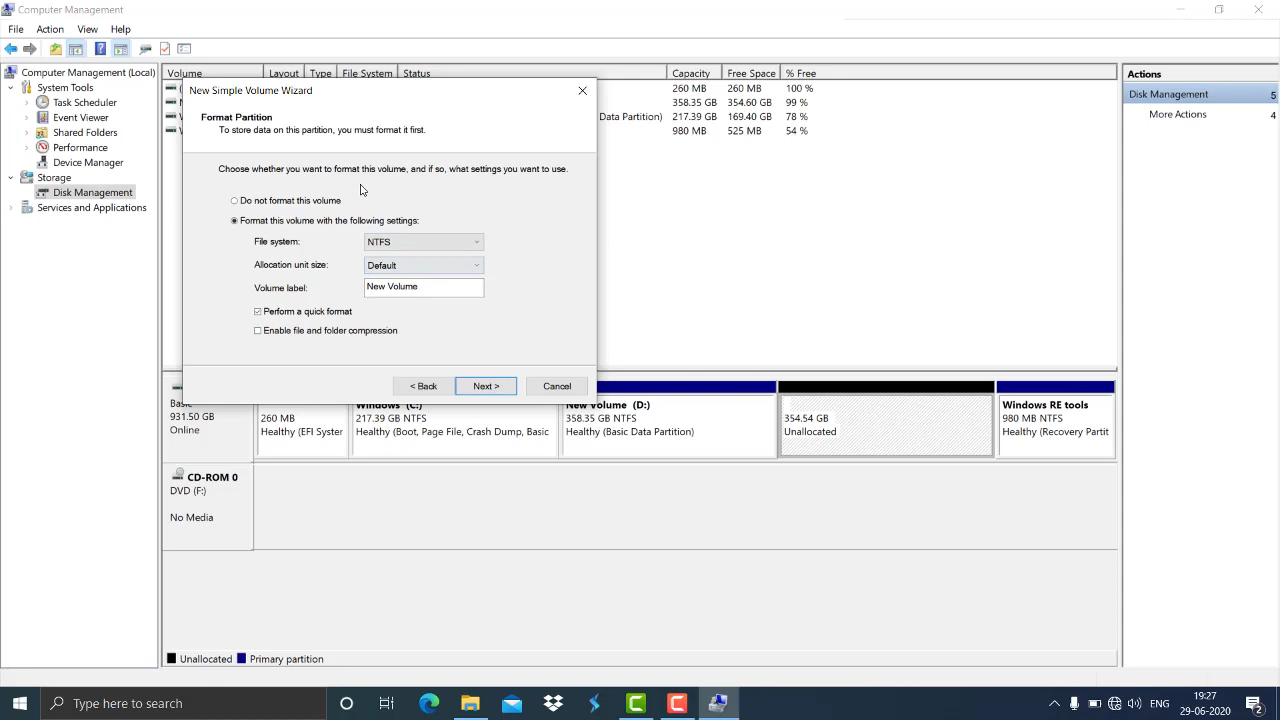 Computer Management
File Action View Help
Computer Management (Local)
System Tools
Task Scheduler
Event Viewer
Shared Folders
Performance
Device Manager
Storage
Disk Management
Services and Applications
Volume Layout Type File System Status Capacity Free Space % Free
260 MB 260 MB 100 %
358.35 GB 354.60 GB 99 %
Data Partition) 217.39 GB 169.40 GB 78 %
980 MB 525 MB 54 %
New Simple Volume Wizard
Format Partition
To store data on this partition, you must format it first.
Choose whether you want to format this volume, and if so, what settings you want to use.
Do not format this volume
Format this volume with the following settings:
File system: NTFS
Allocation unit size: Default
Volume label: New Volume
Perform a quick format
Enable file and folder compression
< Back Next > Cancel
Actions
Disk Management 5
More Actions 4
Basic
931.50 GB
Online
260 MB
Healthy (EFI Syster
Windows (C:)
217.39 GB NTFS
Healthy (Boot, Page File, Crash Dump, Basic
New Volume (D:)
358.35 GB NTFS
Healthy (Basic Data Partition)
354.54 GB
Unallocated
Windows RE tools
980 MB NTFS
Healthy (Recovery Partit
CD-ROM 0
DVD (F:)
No Media
Unallocated Primary partition
Type here to search
ENG
19:27
29-06-2020
2